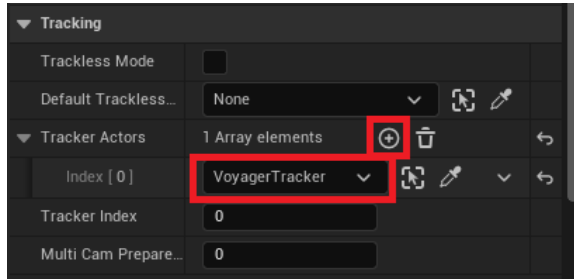 Tracking
Trackless Mode
Default Trackless... None
Tracker Actors 1 Array elements
Index [ 0 ] VoyagerTracker
Tracker Index 0
Multi Cam Prepare... 0